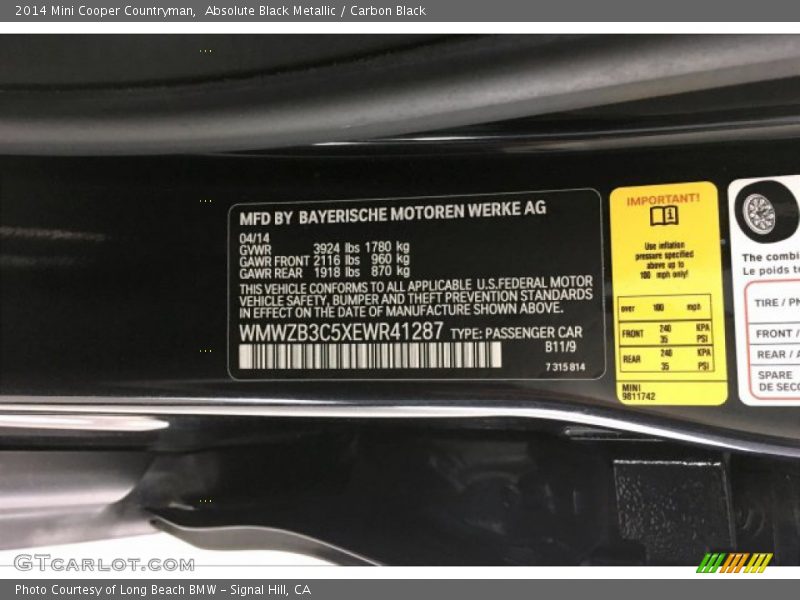 2014 Mini Cooper Countryman,  Absolute Black Metallic / Carbon Black
MFD BY BAYERISCHE MOTOREN WERKE AG
04/14
GVWR 3924 lbs 1780 kg
GAWR FRONT 2116 lbs 960 kg
GAWR REAR 1918 lbs 870 kg
THIS VEHICLE CONFORMS TO ALL APPLICABLE U.S.FEDERAL MOTOR
VEHICLE SAFETY, BUMPER AND THEFT PREVENTION STANDARDS
IN EFFECT ON THE DATE OF MANUFACTURE SHOWN ABOVE.
WMWZB3C5XEWR41287 TYPE: PASSENGER CAR
B11/9
7 315 814
IMPORTANT!
Use inflation
pressure specified
above up to
100 mph only!
over 100 mph
FRONT 240 KPA
35 PSI
REAR 240 KPA
35 PSI
MINI
9811742
The combi
Le poids t
TIRE / PN
FRONT /
REAR / A
SPARE
DE SECO
GTCARLOT.COM
Photo Courtesy of Long Beach BMW - Signal Hill, CA